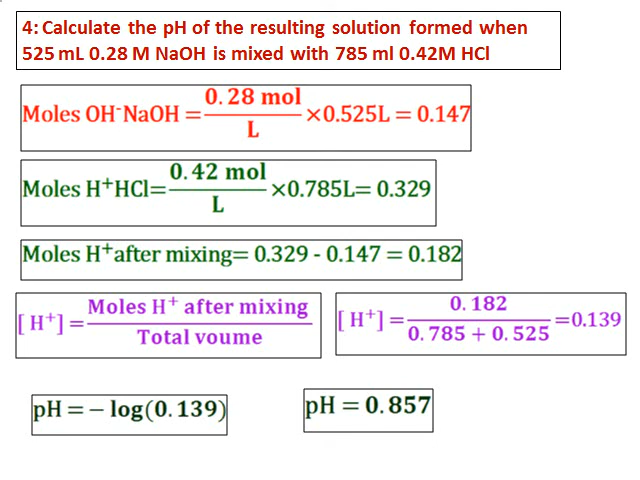 4: Calculate the pH of the resulting solution formed when
525 mL 0.28 M NaOH is mixed with 785 ml 0.42M HCl
Moles OH⁻NaOH = 0.28 mol / L ×0.525L = 0.147
Moles H⁺HCl= 0.42 mol / L ×0.785L= 0.329
Moles H⁺after mixing= 0.329 - 0.147 = 0.182
[ H⁺] = Moles H⁺ after mixing / Total voume
[ H⁺] = 0.182 / 0.785 + 0.525 =0.139
pH = − log(0.139)
pH = 0.857